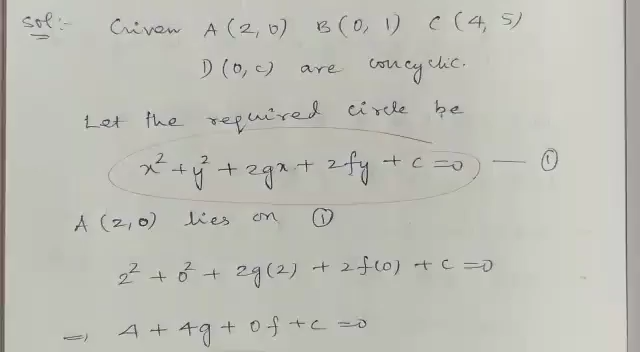 Sol:- Given A (2, 0) B (0, 1) C (4, 5)
D (0, c) are concyclic.
Let the required circle be
x² + y² + 2gx + 2fy + c = 0 — ①
A (2, 0) lies on ①
2² + 0² + 2g(2) + 2f(0) + c = 0
⇒ 4 + 4g + 0f + c = 0